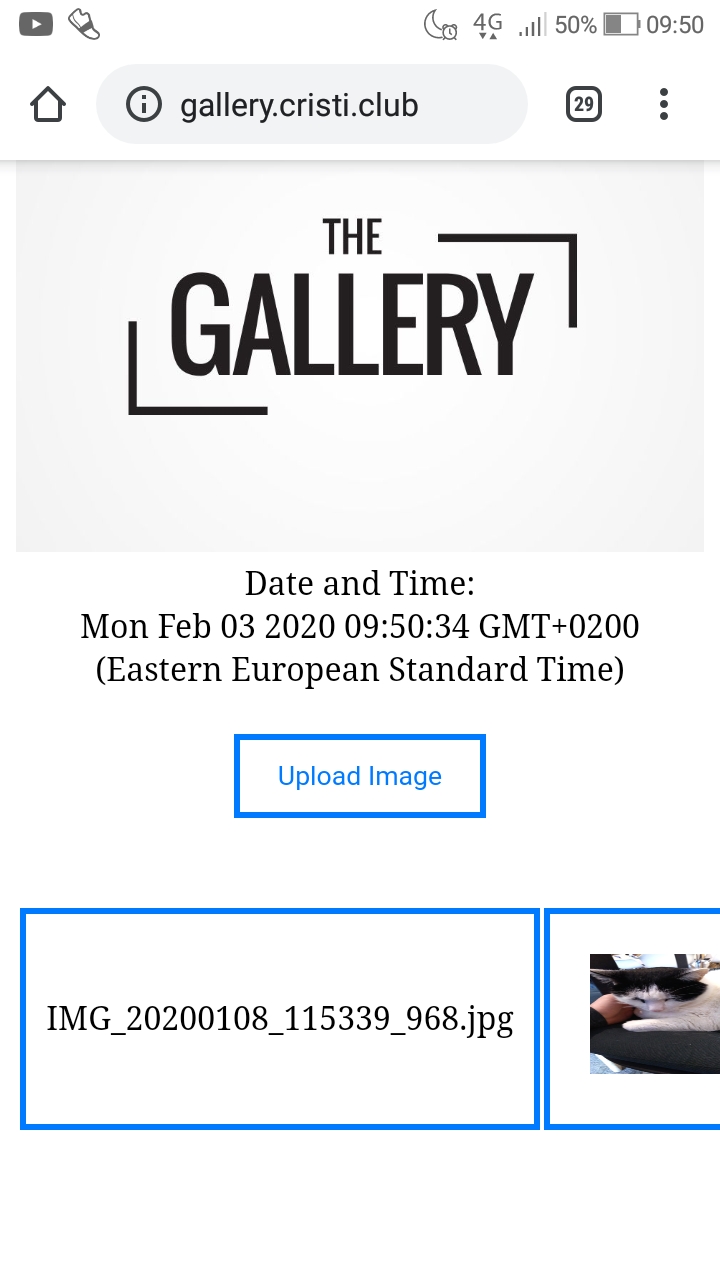 4G 50% 09:50
gallery.cristi.club 29
THE
GALLERY
Date and Time:
Mon Feb 03 2020 09:50:34 GMT+0200
(Eastern European Standard Time)
Upload Image
IMG_20200108_115339_968.jpg